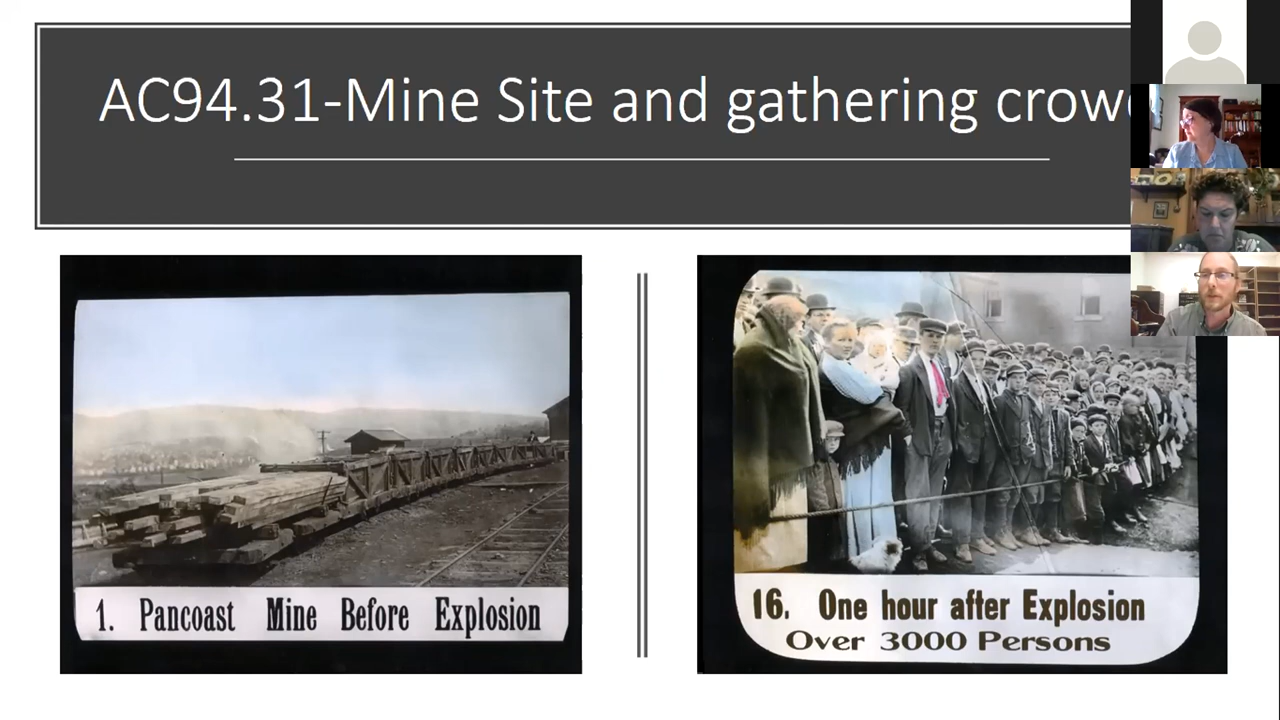 AC94.31-Mine Site and gathering crow
1. Pancoast Mine Before Explosion
16. One hour after Explosion
Over 3000 Persons